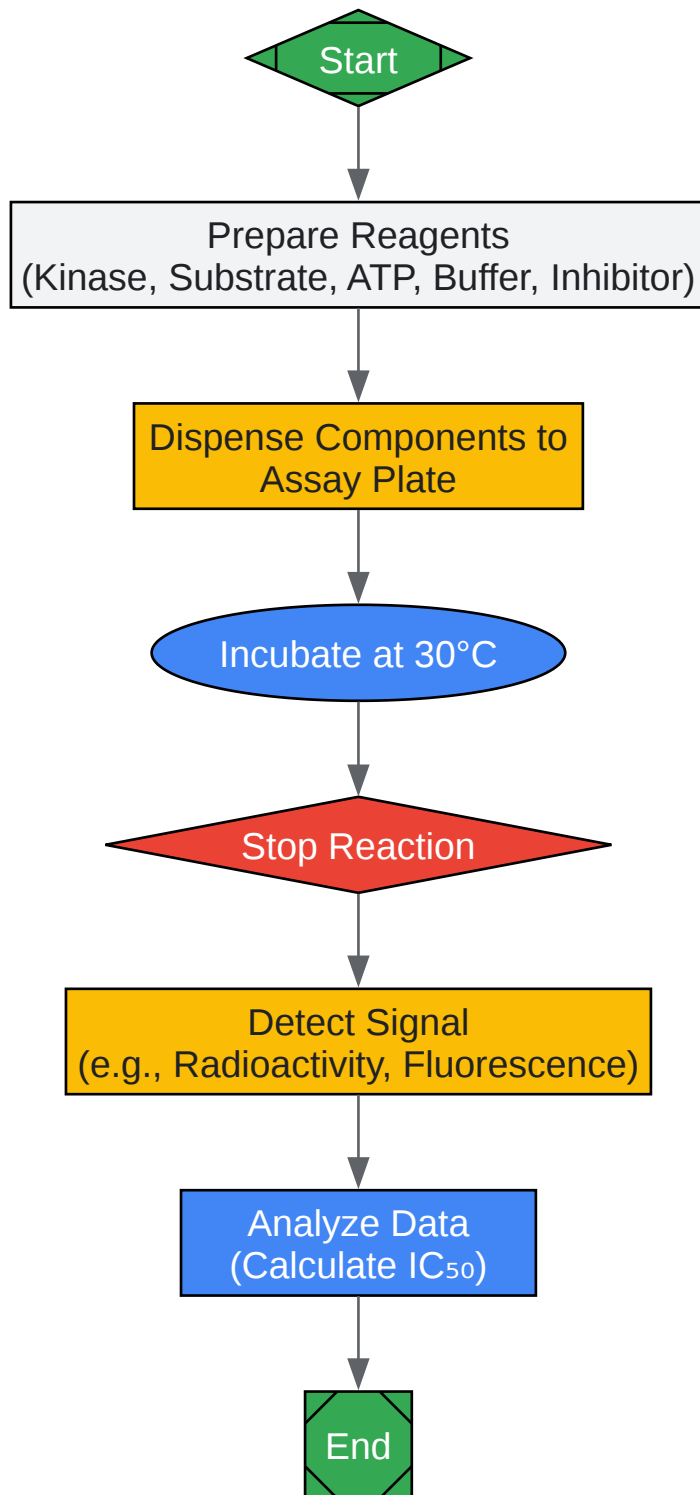 Start
Prepare Reagents
(Kinase, Substrate, ATP, Buffer, Inhibitor)
Dispense Components to
Assay Plate
Incubate at 30°C
Stop Reaction
Detect Signal
(e.g., Radioactivity, Fluorescence)
Analyze Data
(Calculate IC₅₀)
End